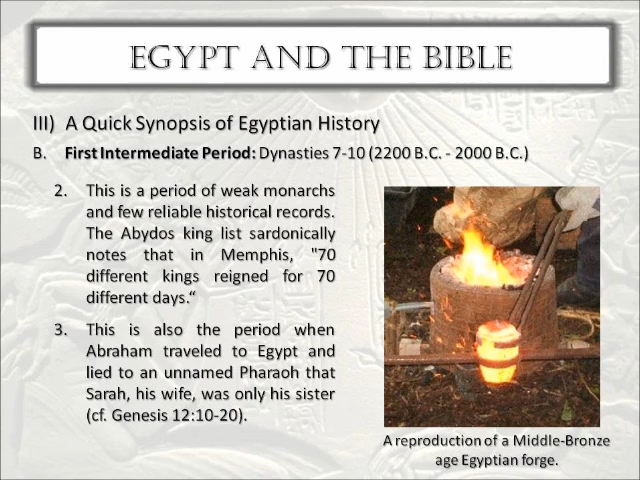 EGYPT AND THE BIBLE
III)  A Quick Synopsis of Egyptian History
B.  First Intermediate Period: Dynasties 7-10 (2200 B.C. - 2000 B.C.)
2.  This is a period of weak monarchs
and few reliable historical records.
The Abydos king list sardonically
notes that in Memphis, "70
different kings reigned for 70
different days.“
3.  This is also the period when
Abraham traveled to Egypt and
lied to an unnamed Pharaoh that
Sarah, his wife, was only his sister
(cf. Genesis 12:10-20).
A reproduction of a Middle-Bronze
age Egyptian forge.